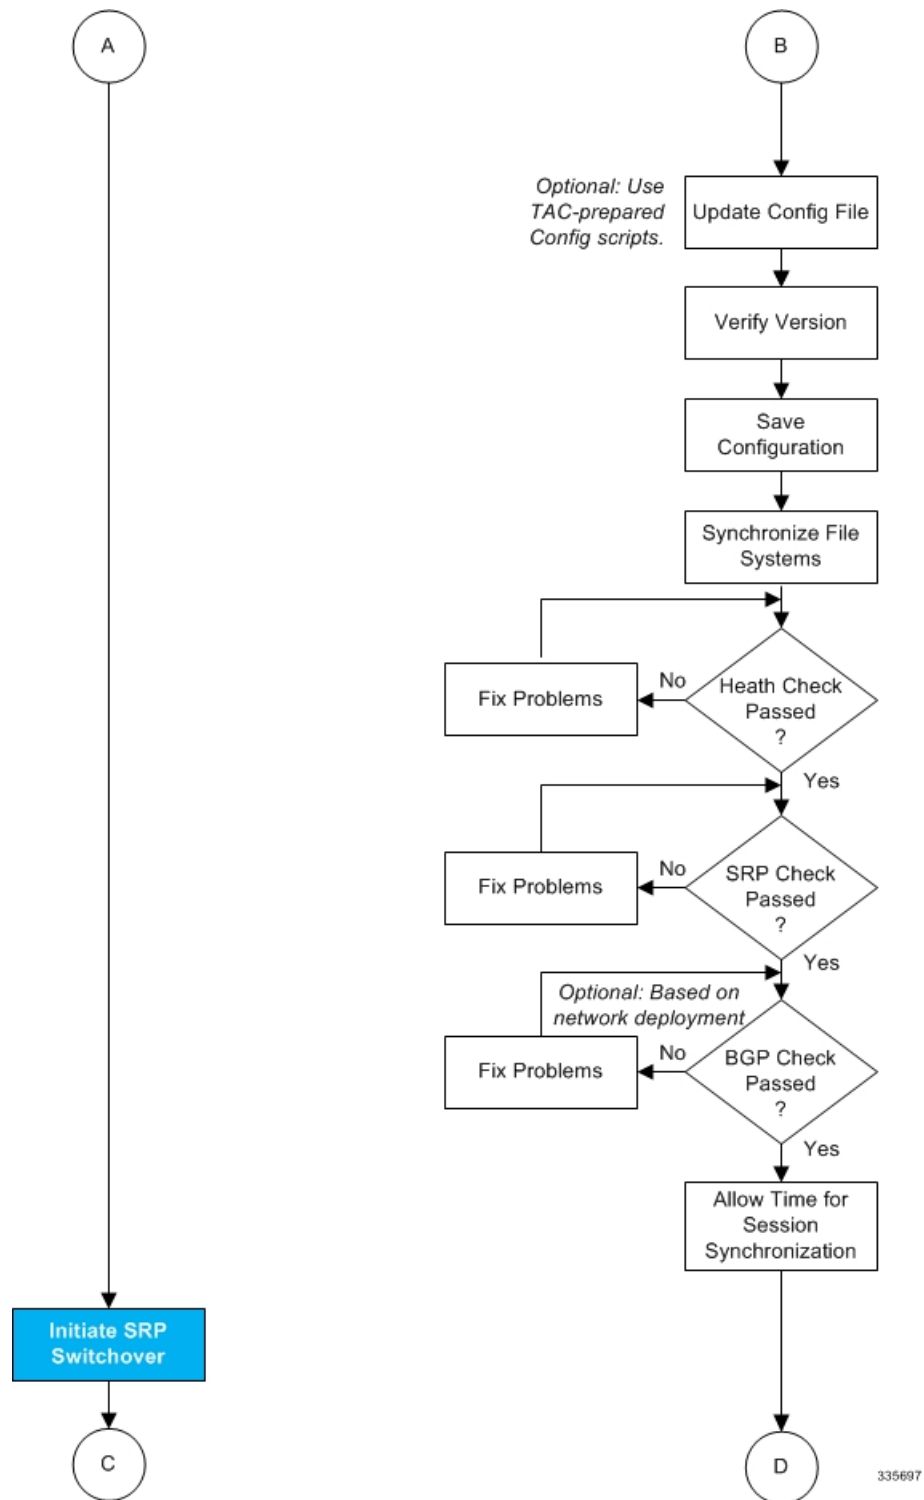 A
B
Optional: Use
TAC-prepared
Config scripts.
Update Config File
Verify Version
Save
Configuration
Synchronize File
Systems
Fix Problems
No
Heath Check
Passed
?
Yes
Fix Problems
No
SRP Check
Passed
?
Yes
Optional: Based on
network deployment
Fix Problems
No
BGP Check
Passed
?
Yes
Allow Time for
Session
Synchronization
Initiate SRP
Switchover
C
D
335697